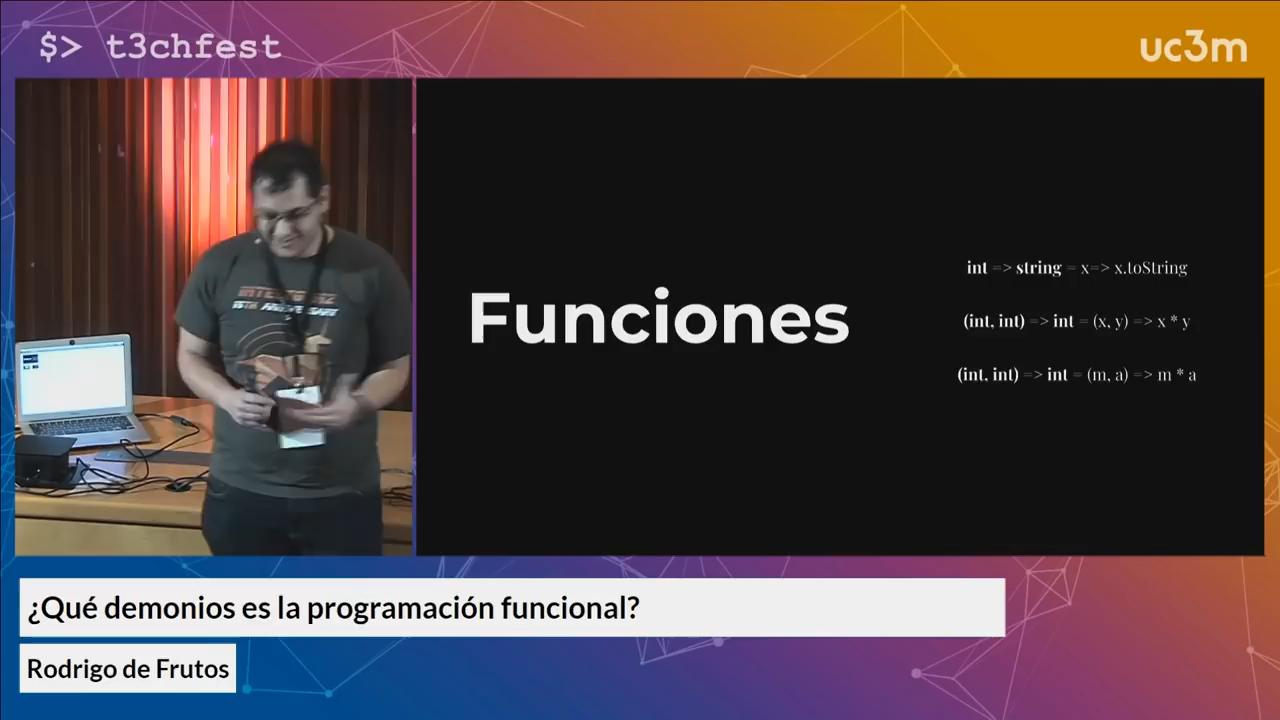 $> t3chfest
uc3m
Funciones
int => string = x=> x.toString
(int, int) => int = (x, y) => x * y
(int, int) => int = (m, a) => m * a
¿Qué demonios es la programación funcional?
Rodrigo de Frutos